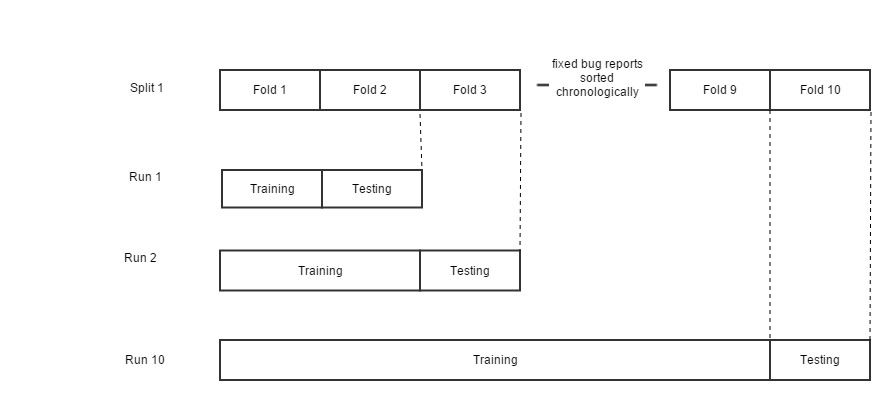 fixed bug reports
sorted
chronologically
Split 1
Fold 1
Fold 2
Fold 3
Fold 9
Fold 10
Run 1
Training
Testing
Run 2
Training
Testing
Run 10
Training
Testing